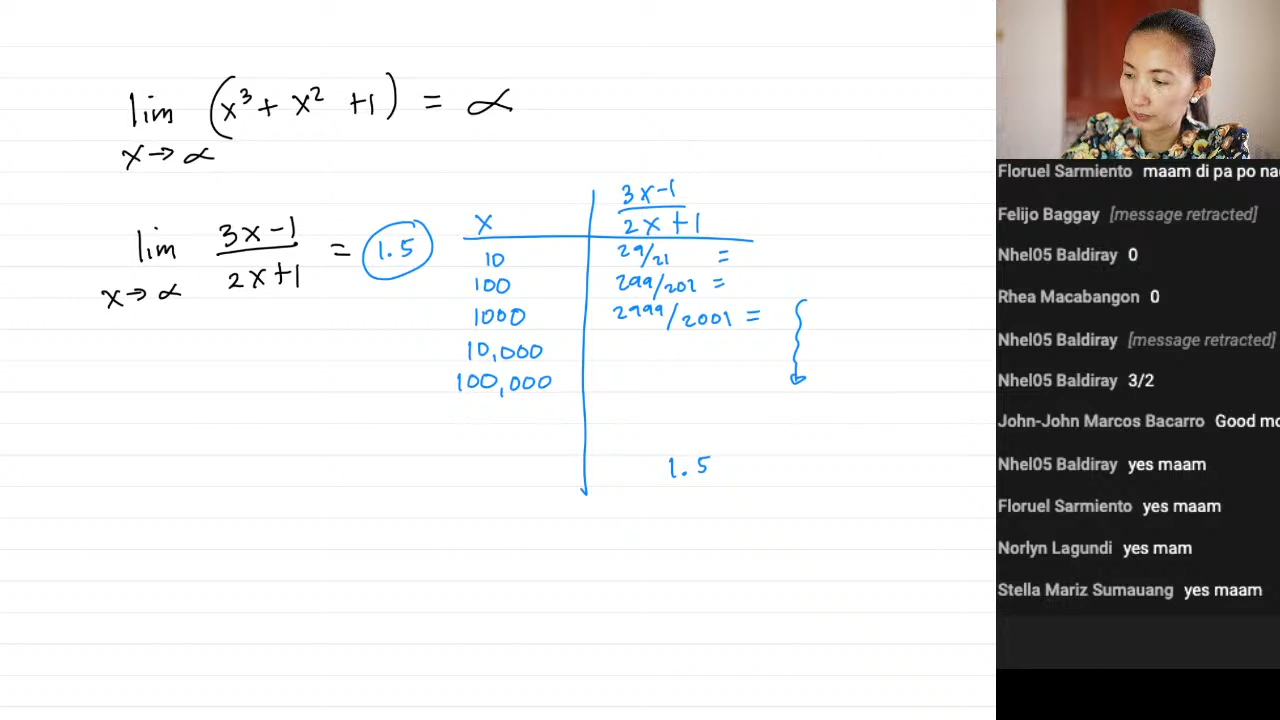 lim (x³ + x² + 1) = ∝
x → ∝
lim 3x-1 / 2x+1 = 1.5
x → ∝
x 3x-1 / 2x+1
10 29/21 =
100 299/201 =
1000 2999/2001 =
10,000
100,000
1.5
Floruel Sarmiento maam di pa po na
Felijo Baggay [message retracted]
Nhel05 Baldiray 0
Rhea Macabangon 0
Nhel05 Baldiray [message retracted]
Nhel05 Baldiray 3/2
John-John Marcos Bacarro Good mo
Nhel05 Baldiray yes maam
Floruel Sarmiento yes maam
Norlyn Lagundi yes mam
Stella Mariz Sumauang yes maam